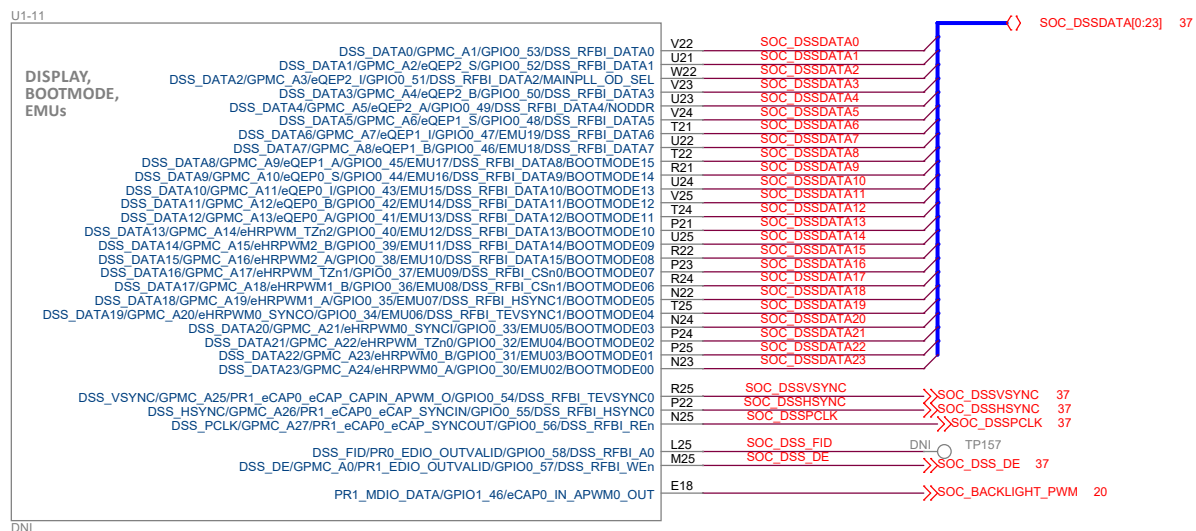 U1-11
DISPLAY,
BOOTMODE,
EMUs
SOC_DSSDATA[0:23] 37
DSS_DATA0/GPMC_A1/GPIO0_53/DSS_RFBI_DATA0 V22 SOC_DSSDATA0
DSS_DATA1/GPMC_A2/eQEP2_S/GPIO0_52/DSS_RFBI_DATA1 U21 SOC_DSSDATA1
DSS_DATA2/GPMC_A3/eQEP2_I/GPIO0_51/DSS_RFBI_DATA2/MAINPLL_OD_SEL W22 SOC_DSSDATA2
DSS_DATA3/GPMC_A4/eQEP2_B/GPIO0_50/DSS_RFBI_DATA3 V23 SOC_DSSDATA3
DSS_DATA4/GPMC_A5/eQEP2_A/GPIO0_49/DSS_RFBI_DATA4/NODDR U23 SOC_DSSDATA4
DSS_DATA5/GPMC_A6/eQEP1_S/GPIO0_48/DSS_RFBI_DATA5 V24 SOC_DSSDATA5
DSS_DATA6/GPMC_A7/eQEP1_I/GPIO0_47/EMU19/DSS_RFBI_DATA6 T21 SOC_DSSDATA6
DSS_DATA7/GPMC_A8/eQEP1_B/GPIO0_46/EMU18/DSS_RFBI_DATA7 U22 SOC_DSSDATA7
DSS_DATA8/GPMC_A9/eQEP1_A/GPIO0_45/EMU17/DSS_RFBI_DATA8/BOOTMODE15 T22 SOC_DSSDATA8
DSS_DATA9/GPMC_A10/eQEP0_S/GPIO0_44/EMU16/DSS_RFBI_DATA9/BOOTMODE14 R21 SOC_DSSDATA9
DSS_DATA10/GPMC_A11/eQEP0_I/GPIO0_43/EMU15/DSS_RFBI_DATA10/BOOTMODE13 U24 SOC_DSSDATA10
DSS_DATA11/GPMC_A12/eQEP0_B/GPIO0_42/EMU14/DSS_RFBI_DATA11/BOOTMODE12 V25 SOC_DSSDATA11
DSS_DATA12/GPMC_A13/eQEP0_A/GPIO0_41/EMU13/DSS_RFBI_DATA12/BOOTMODE11 T24 SOC_DSSDATA12
DSS_DATA13/GPMC_A14/eHRPWM_TZn2/GPIO0_40/EMU12/DSS_RFBI_DATA13/BOOTMODE10 P21 SOC_DSSDATA13
DSS_DATA14/GPMC_A15/eHRPWM2_B/GPIO0_39/EMU11/DSS_RFBI_DATA14/BOOTMODE09 U25 SOC_DSSDATA14
DSS_DATA15/GPMC_A16/eHRPWM2_A/GPIO0_38/EMU10/DSS_RFBI_DATA15/BOOTMODE08 R22 SOC_DSSDATA15
DSS_DATA16/GPMC_A17/eHRPWM_TZn1/GPIO0_37/EMU09/DSS_RFBI_CSn0/BOOTMODE07 P23 SOC_DSSDATA16
DSS_DATA17/GPMC_A18/eHRPWM1_B/GPIO0_36/EMU08/DSS_RFBI_CSn1/BOOTMODE06 R24 SOC_DSSDATA17
DSS_DATA18/GPMC_A19/eHRPWM1_A/GPIO0_35/EMU07/DSS_RFBI_HSYNC1/BOOTMODE05 N22 SOC_DSSDATA18
DSS_DATA19/GPMC_A20/eHRPWM0_SYNCO/GPIO0_34/EMU06/DSS_RFBI_TEVSYNC1/BOOTMODE04 T25 SOC_DSSDATA19
DSS_DATA20/GPMC_A21/eHRPWM0_SYNCI/GPIO0_33/EMU05/BOOTMODE03 N24 SOC_DSSDATA20
DSS_DATA21/GPMC_A22/eHRPWM_TZn0/GPIO0_32/EMU04/BOOTMODE02 P24 SOC_DSSDATA21
DSS_DATA22/GPMC_A23/eHRPWM0_B/GPIO0_31/EMU03/BOOTMODE01 P25 SOC_DSSDATA22
DSS_DATA23/GPMC_A24/eHRPWM0_A/GPIO0_30/EMU02/BOOTMODE00 N23 SOC_DSSDATA23
DSS_VSYNC/GPMC_A25/PR1_eCAP0_eCAP_CAPIN_APWM_O/GPIO0_54/DSS_RFBI_TEVSYNC0 R25 SOC_DSSVSYNC SOC_DSSVSYNC 37
DSS_HSYNC/GPMC_A26/PR1_eCAP0_eCAP_SYNCIN/GPIO0_55/DSS_RFBI_HSYNC0 P22 SOC_DSSHSYNC SOC_DSSHSYNC 37
DSS_PCLK/GPMC_A27/PR1_eCAP0_eCAP_SYNCOUT/GPIO0_56/DSS_RFBI_REn N25 SOC_DSSPCLK SOC_DSSPCLK 37
DSS_FID/PR0_EDIO_OUTVALID/GPIO0_58/DSS_RFBI_A0 L25 SOC_DSS_FID DNI TP157
DSS_DE/GPMC_A0/PR1_EDIO_OUTVALID/GPIO0_57/DSS_RFBI_WEn M25 SOC_DSS_DE SOC_DSS_DE 37
PR1_MDIO_DATA/GPIO1_46/eCAP0_IN_APWM0_OUT E18 SOC_BACKLIGHT_PWM 20
DNI